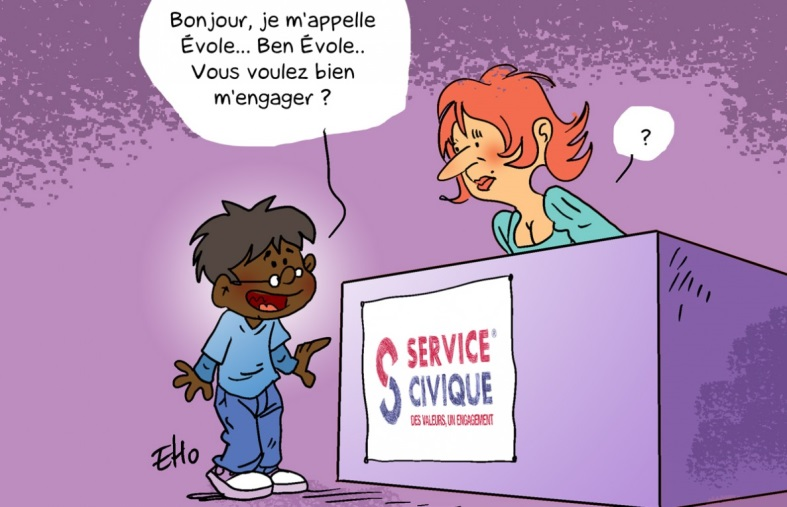 Bonjour, je m'appelle
Évole... Ben Évole..
Vous voulez bien
m'engager ?
?
SERVICE®
CIVIQUE
DES VALEURS, UN ENGAGEMENT
EHo